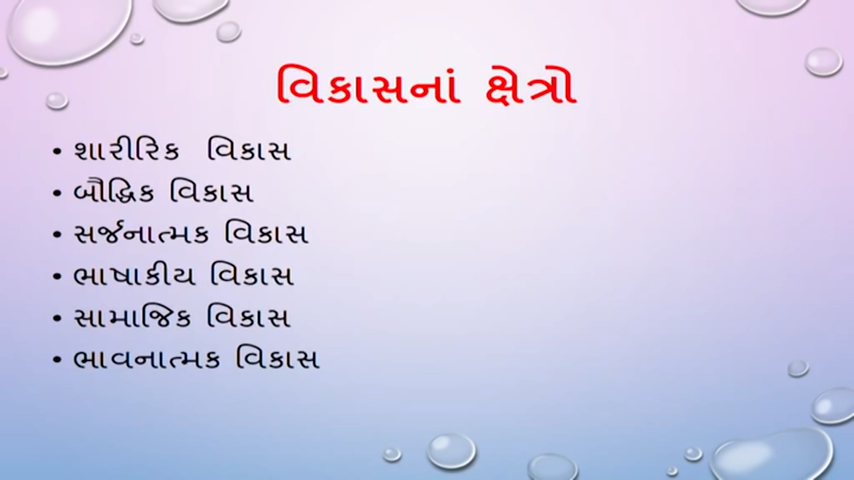 વિકાસનાં ક્ષેત્રો
• શારીરિક વિકાસ
• બૌદ્ધિક વિકાસ
• સર્જનાત્મક વિકાસ
• ભાષાકીય વિકાસ
• સામાજિક વિકાસ
• ભાવનાત્મક વિકાસ